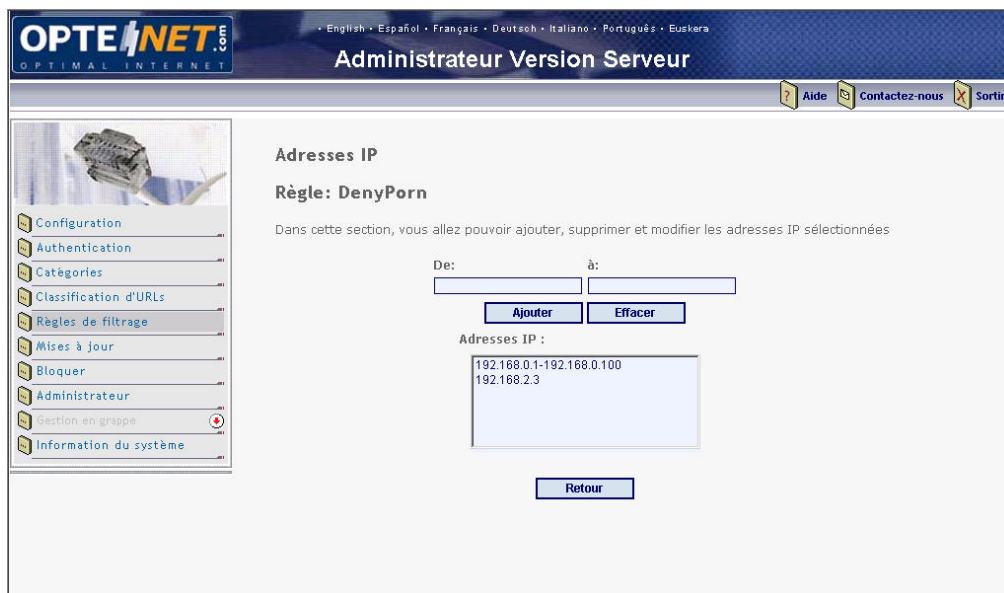 OPTENET.com
OPTIMAL INTERNET
· English · Español · Français · Deutsch · Italiano · Português · Euskera
Administrateur Version Serveur
? Aide Contactez-nous X Sortir
Configuration
Authentication
Catégories
Classification d'URLs
Règles de filtrage
Mises à jour
Bloquer
Administrateur
Gestion en grappe
Information du système
Adresses IP
Règle: DenyPorn
Dans cette section, vous allez pouvoir ajouter, supprimer et modifier les adresses IP sélectionnées
De: à:
Ajouter Effacer
Adresses IP :
192.168.0.1-192.168.0.100
192.168.2.3
Retour